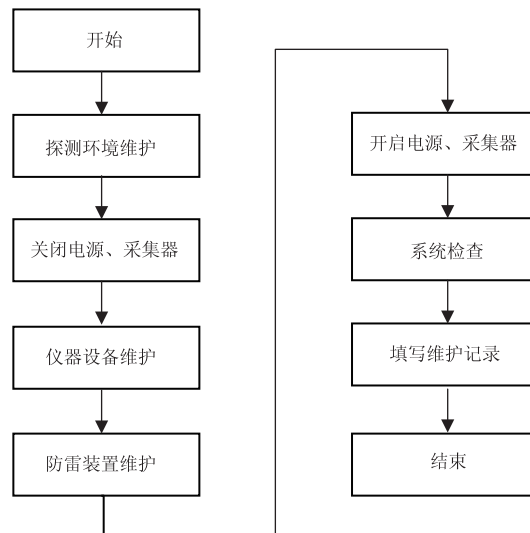 开始
探测环境维护
关闭电源、采集器
仪器设备维护
防雷装置维护
开启电源、采集器
系统检查
填写维护记录
结束